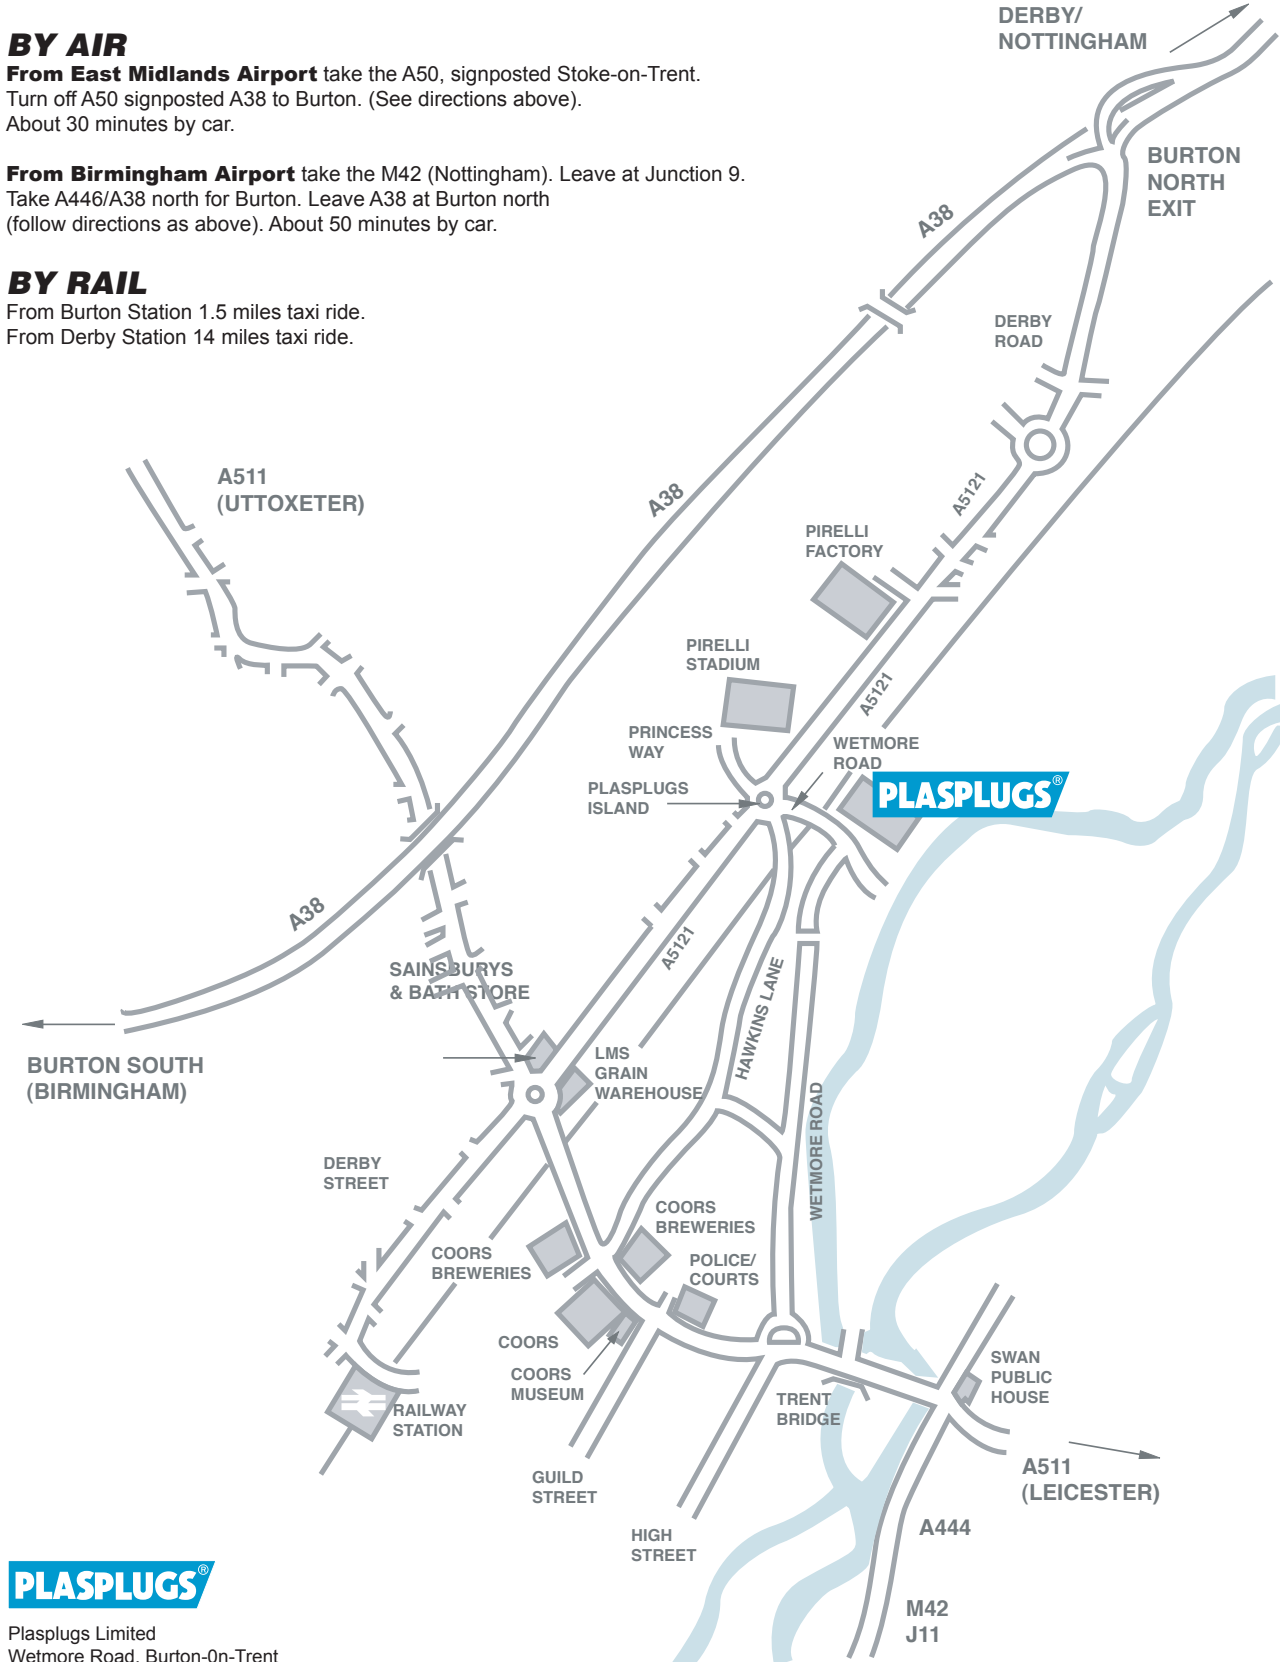 BY AIR
From East Midlands Airport take the A50, signposted Stoke-on-Trent.
Turn off A50 signposted A38 to Burton. (See directions above).
About 30 minutes by car.
From Birmingham Airport take the M42 (Nottingham). Leave at Junction 9.
Take A446/A38 north for Burton. Leave A38 at Burton north
(follow directions as above). About 50 minutes by car.
BY RAIL
From Burton Station 1.5 miles taxi ride.
From Derby Station 14 miles taxi ride.
DERBY/
NOTTINGHAM
BURTON
NORTH
EXIT
A38
DERBY
ROAD
A511
(UTTOXETER)
A38
A5121
PIRELLI
FACTORY
PIRELLI
STADIUM
A5121
PRINCESS
WAY
WETMORE
ROAD
PLASPLUGS
ISLAND
PLASPLUGS®
A38
A5121
SAINSBURYS
& BATH STORE
HAWKINS LANE
BURTON SOUTH
(BIRMINGHAM)
LMS
GRAIN
WAREHOUSE
WETMORE ROAD
DERBY
STREET
COORS
BREWERIES
COORS
BREWERIES
POLICE/
COURTS
COORS
COORS
MUSEUM
SWAN
PUBLIC
HOUSE
TRENT
BRIDGE
RAILWAY
STATION
A511
(LEICESTER)
GUILD
STREET
HIGH
STREET
A444
M42
J11
PLASPLUGS®
Plasplugs Limited
Wetmore Road, Burton-0n-Trent